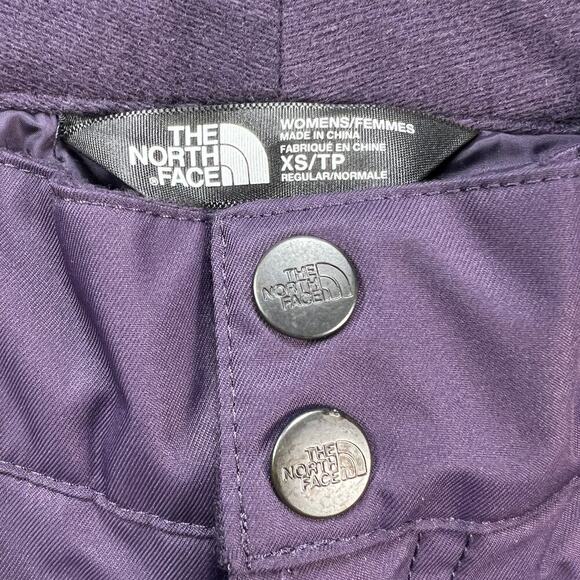 THE
NORTH
FACE
WOMENS/FEMMES
MADE IN CHINA
FABRIQUÉ EN CHINE
XS/TP
REGULAR/NORMALE
THE
NORTH
FACE
THE
NORTH
FACE